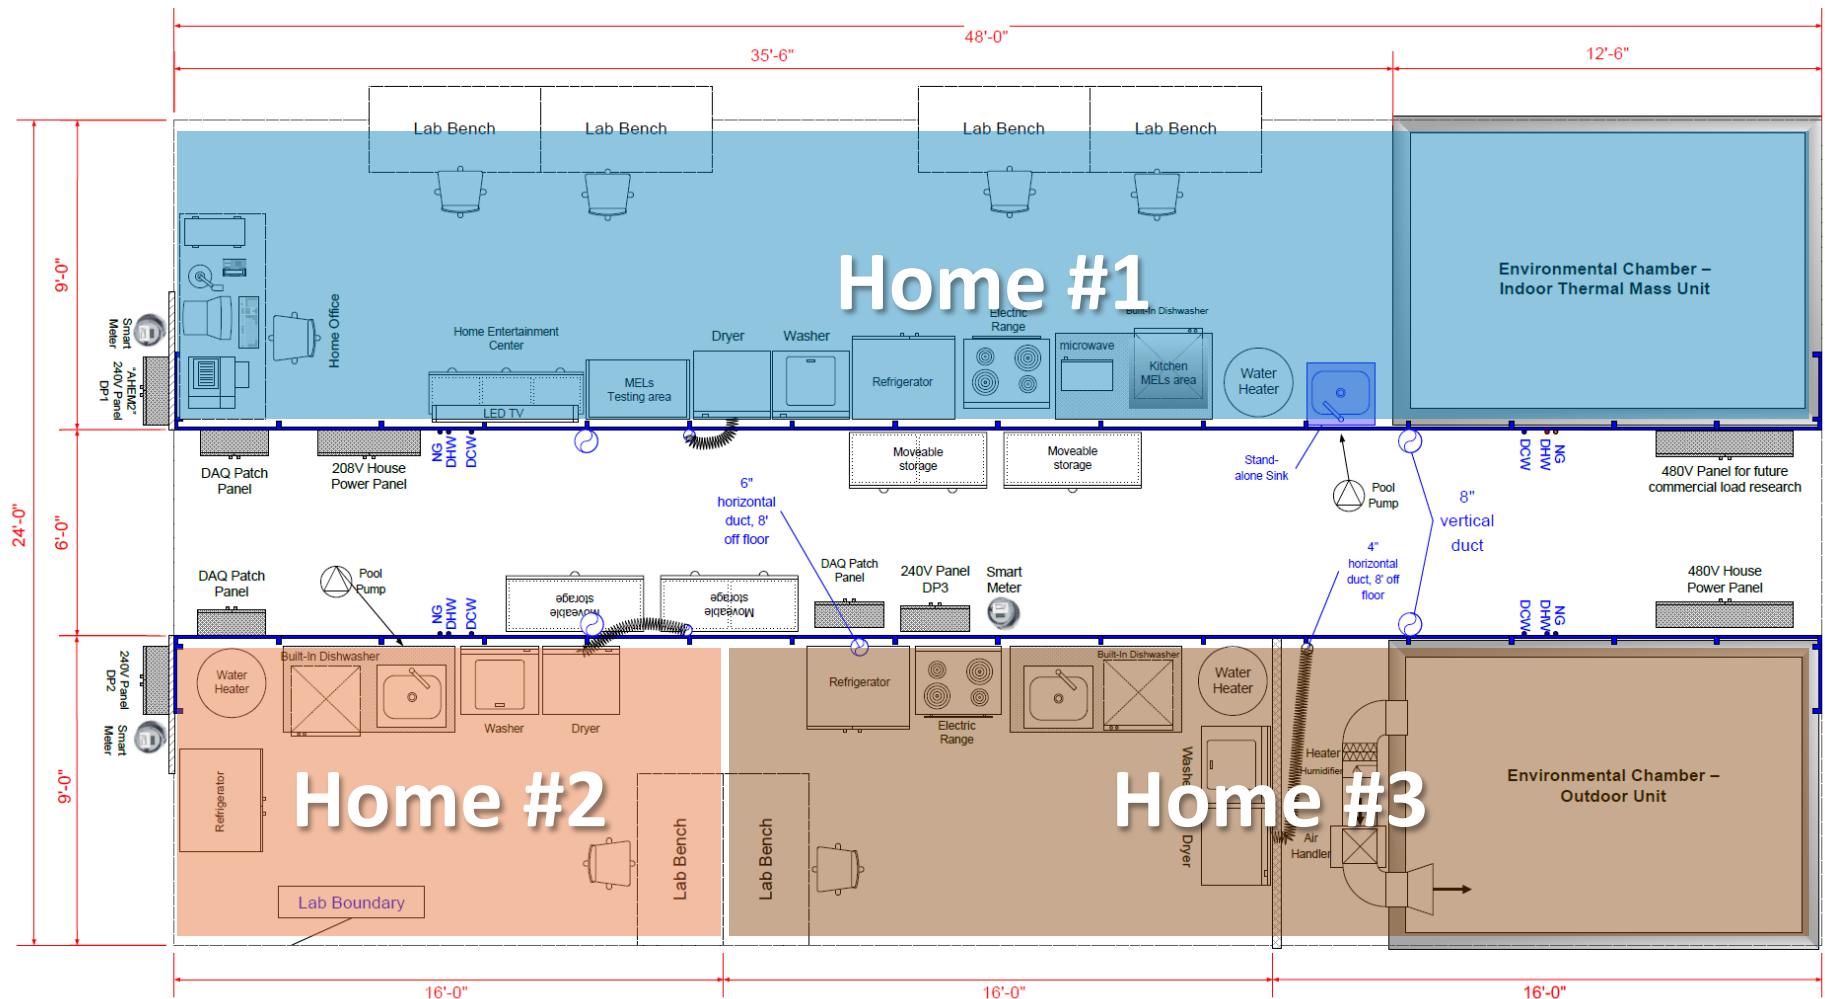 48'-0"
35'-6"
12'-6"
Lab Bench
Lab Bench
Lab Bench
Lab Bench
9'-0"
Home Office
Home #1
Environmental Chamber –
Indoor Thermal Mass Unit
Smart
Meter
"AHEM2"
240V Panel
DP1
Home Entertainment
Center
LED TV
MELs
Testing area
Dryer
Washer
Refrigerator
Electric
Range
microwave
Built-In Dishwasher
Kitchen
MELs area
Water
Heater
24'-0"
6'-0"
DAQ Patch
Panel
208V House
Power Panel
NG
DHW
DCW
Moveable
storage
Moveable
storage
Stand-
alone Sink
Pool
Pump
DCW
DHW
NG
480V Panel for future
commercial load research
6"
horizontal
duct, 8'
off floor
8"
vertical
duct
4"
horizontal
duct, 8' off
floor
DAQ Patch
Panel
Pool
Pump
NG
DHW
DCW
Moveable
storage
Moveable
storage
DAQ Patch
Panel
240V Panel
DP3
Smart
Meter
DCW
DHW
NG
480V House
Power Panel
9'-0"
240V Panel
DP2
Smart
Meter
Water
Heater
Built-In Dishwasher
Washer
Dryer
Refrigerator
Home #2
Lab Bench
Lab Boundary
Refrigerator
Electric
Range
Built-In Dishwasher
Water
Heater
Lab Bench
Washer
Dryer
Home #3
Heater
Humidifier
Air
Handler
Environmental Chamber –
Outdoor Unit
16'-0"
16'-0"
16'-0"